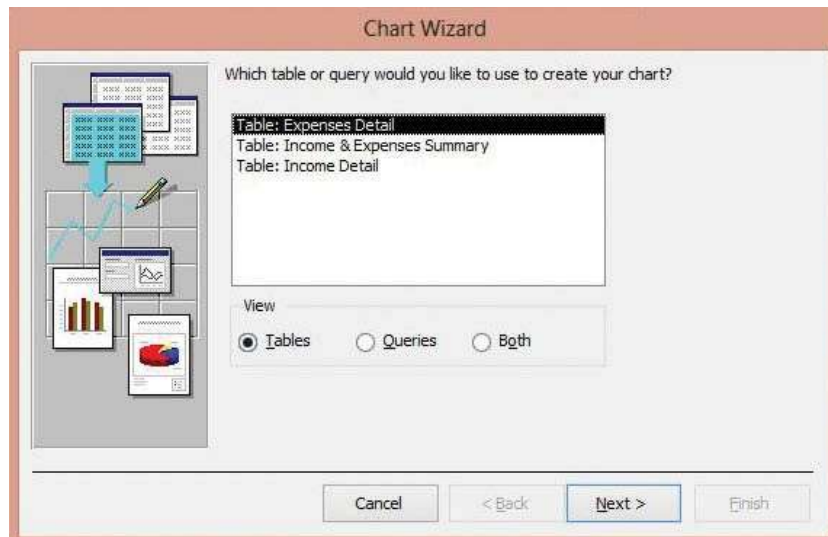 Chart Wizard
Which table or query would you like to use to create your chart?
Table: Expenses Detail
Table: Income & Expenses Summary
Table: Income Detail
View
Tables Queries Both
Cancel < Back Next > Finish